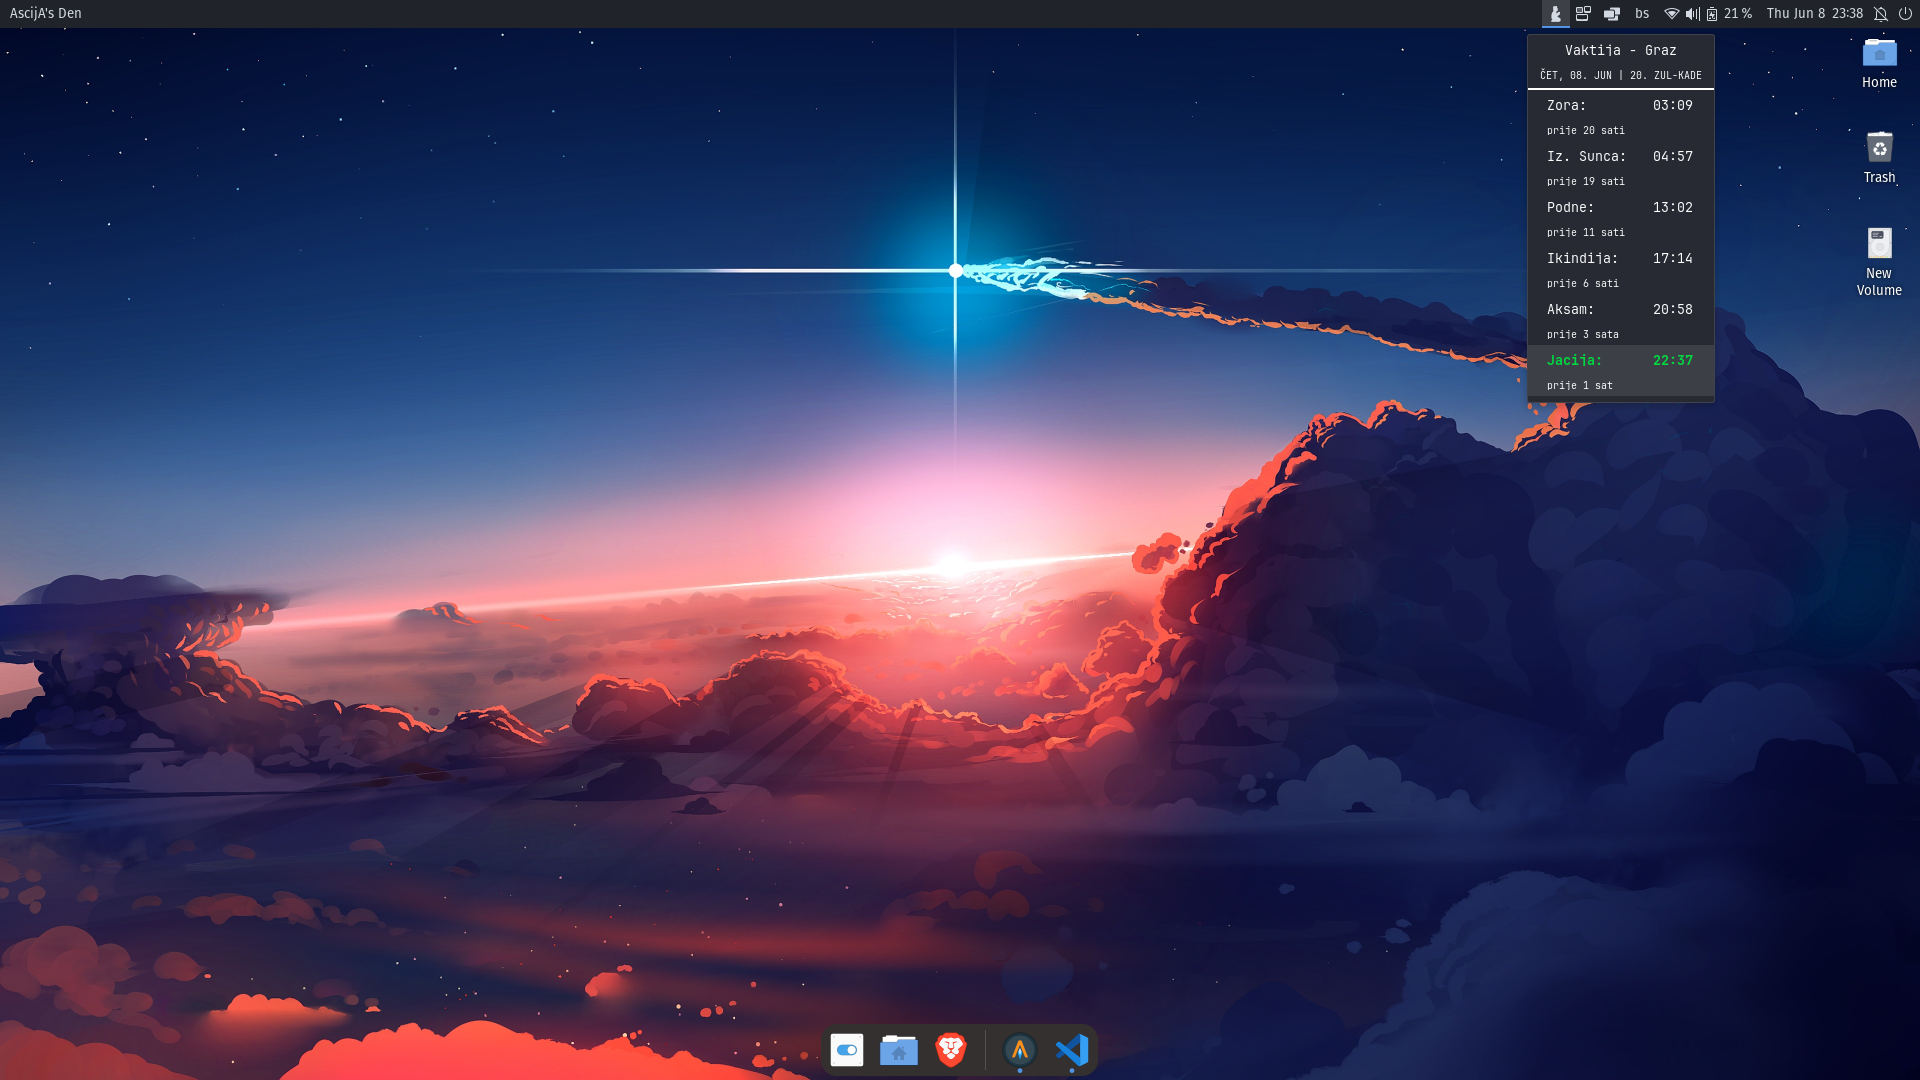 AscijA's Den
bs
21 %
Thu Jun 8 23:38
Vaktija - Graz
ČET, 08. JUN | 20. ZUL-KADE
Zora: 03:09
prije 20 sati
Iz. Sunca: 04:57
prije 19 sati
Podne: 13:02
prije 11 sati
Ikindija: 17:14
prije 6 sati
Aksam: 20:58
prije 3 sata
Jacija: 22:37
prije 1 sat
Home
Trash
New
Volume